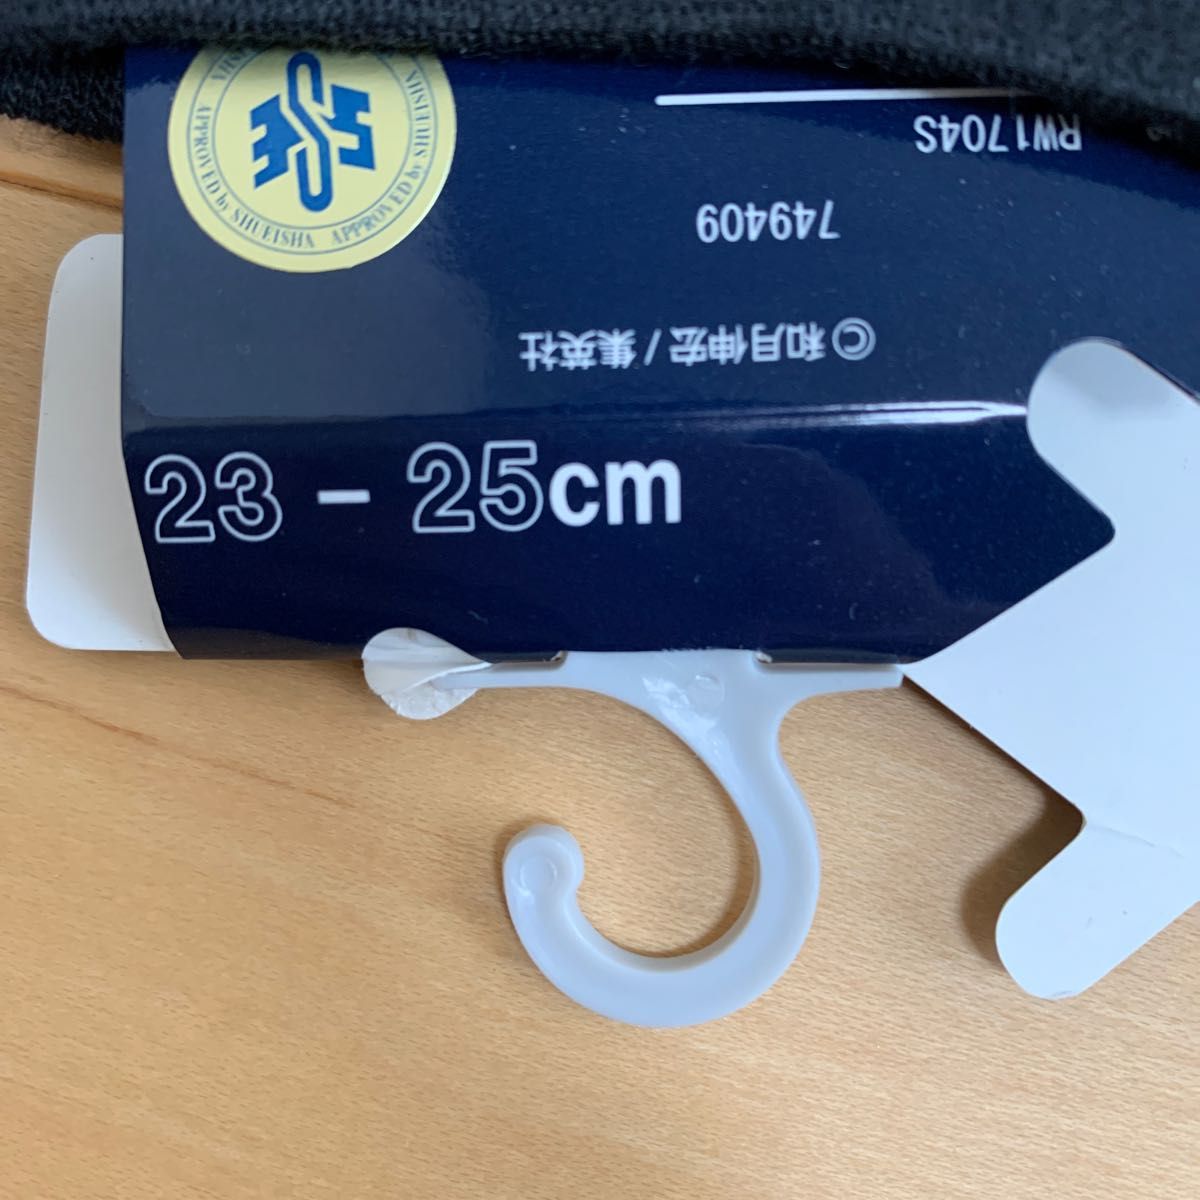 RW1704S
749409
©和月伸宏/集英社
APPROVED by SHUEISHA APPROVED by SHUEISHA
23 - 25cm